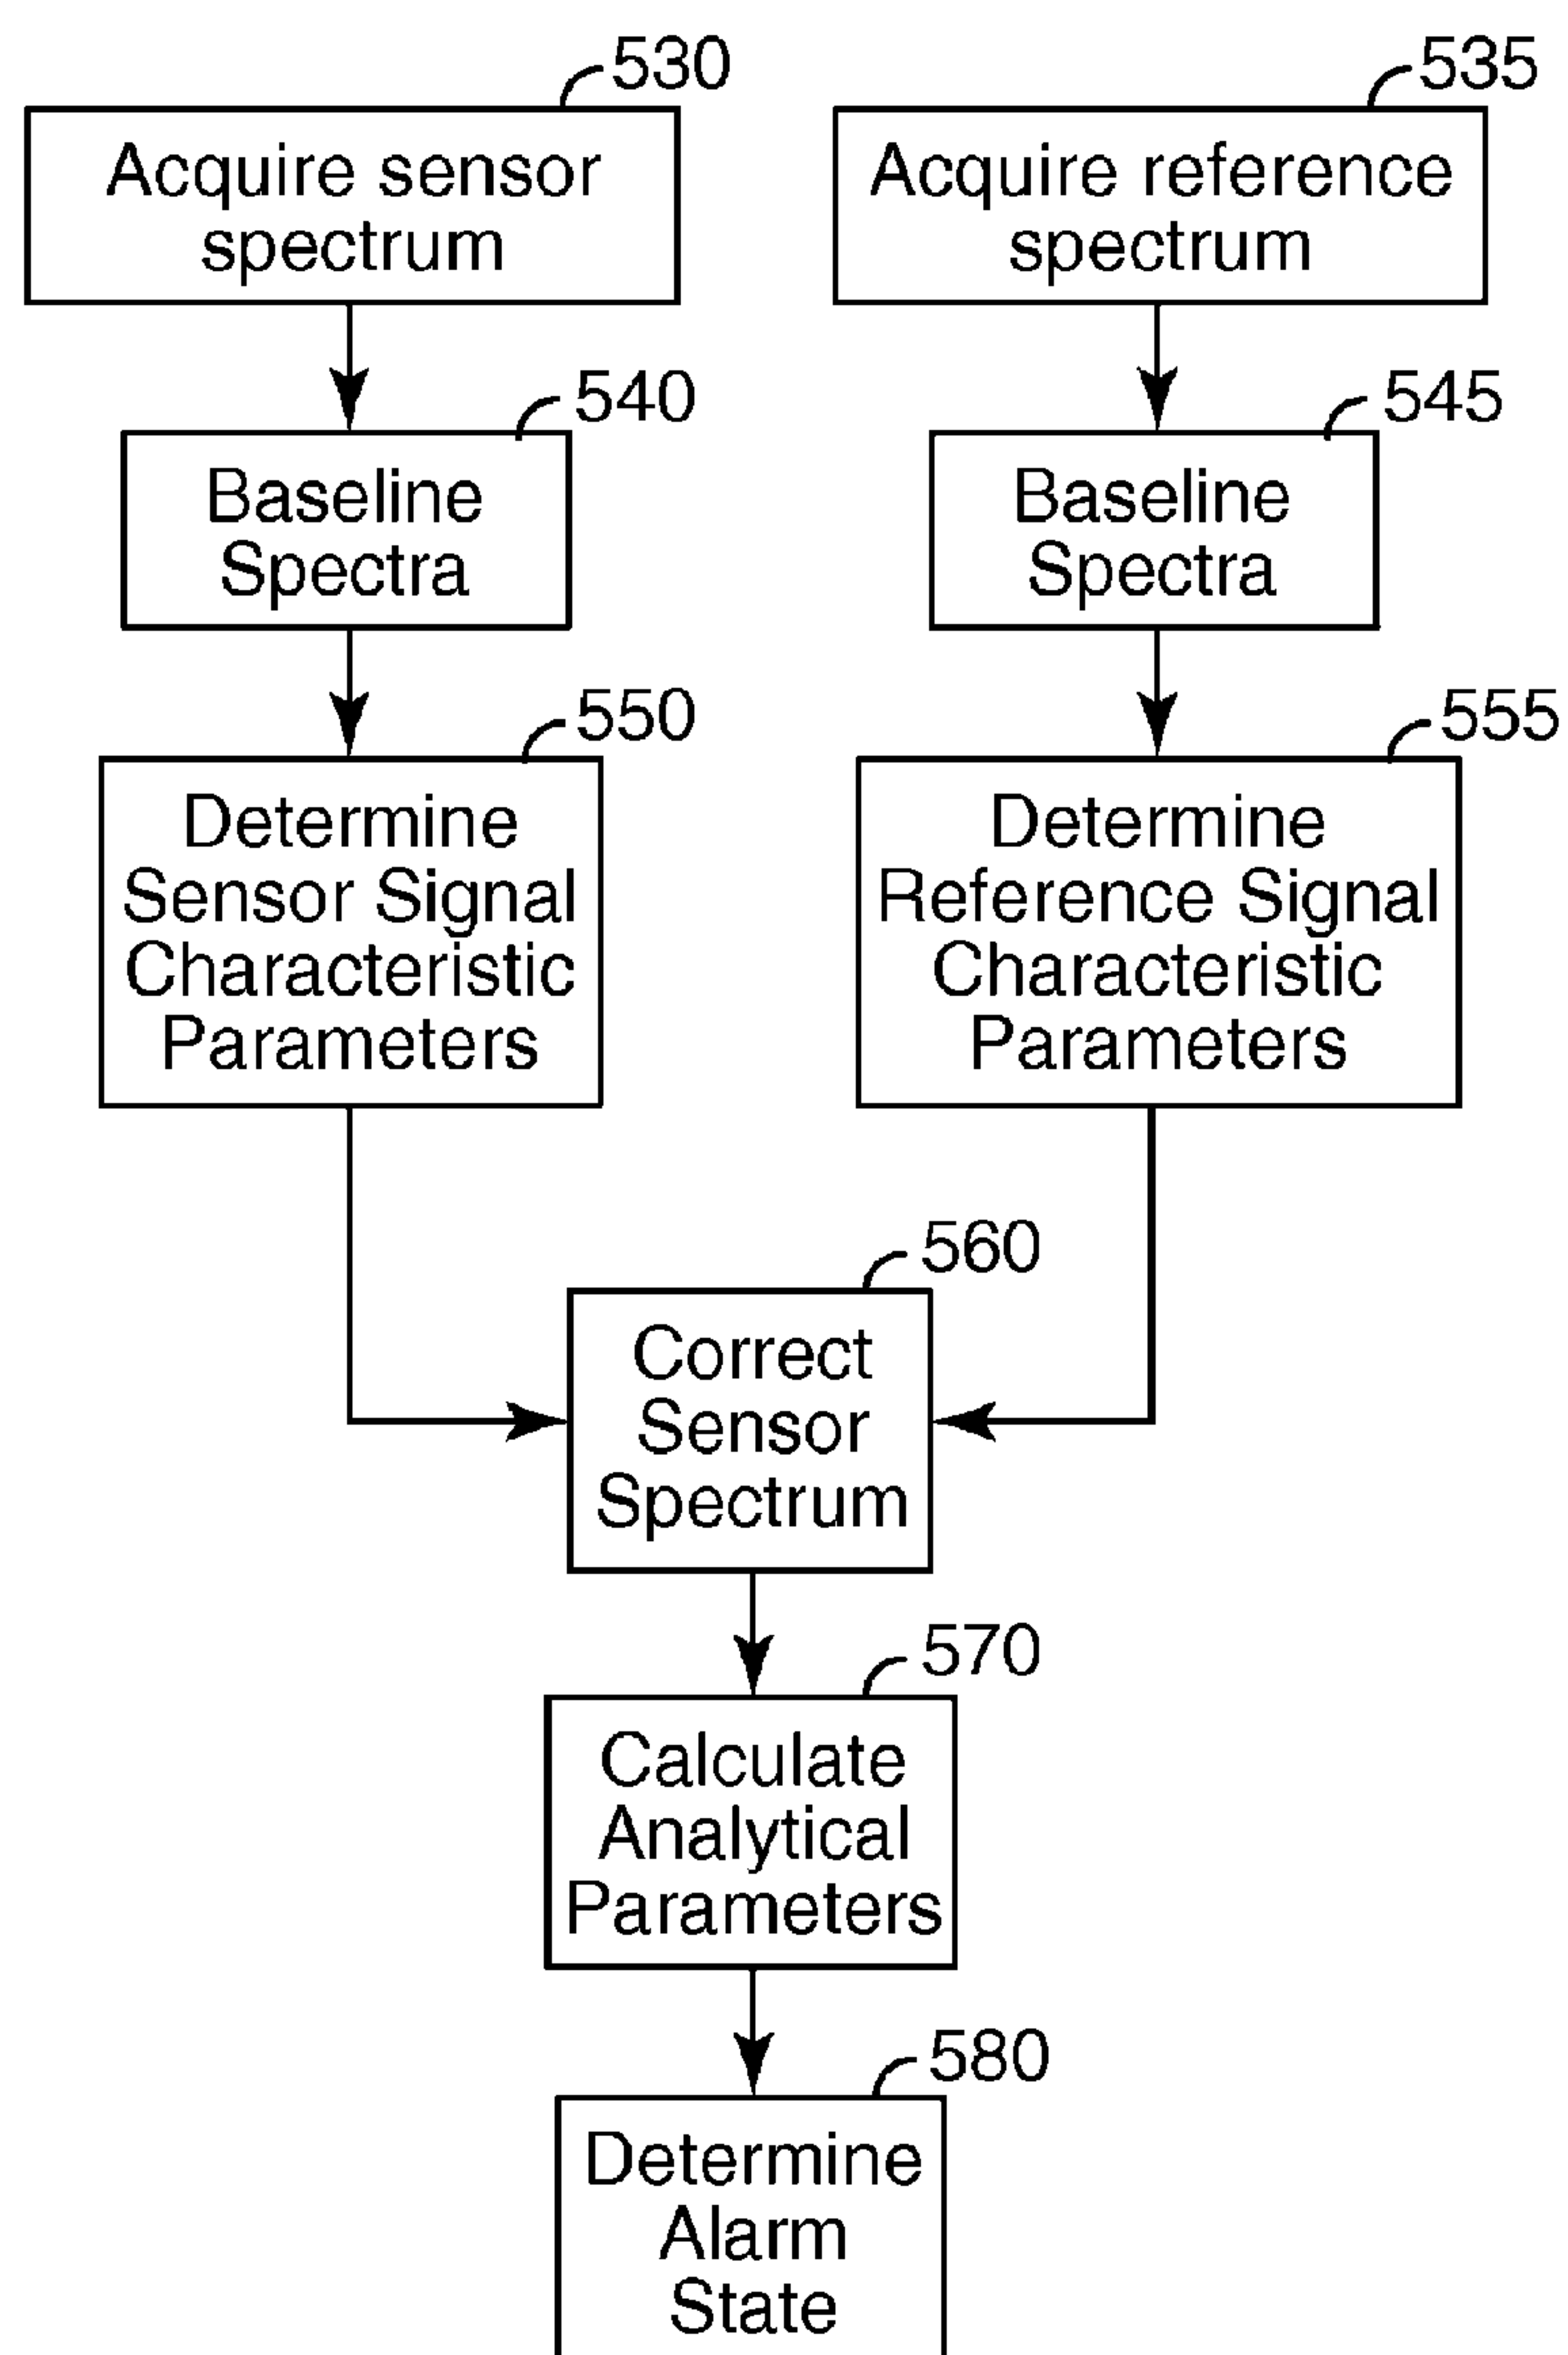 530
Acquire sensor
spectrum
535
Acquire reference
spectrum
540
Baseline
Spectra
545
Baseline
Spectra
550
Determine
Sensor Signal
Characteristic
Parameters
555
Determine
Reference Signal
Characteristic
Parameters
560
Correct
Sensor
Spectrum
570
Calculate
Analytical
Parameters
580
Determine
Alarm
State